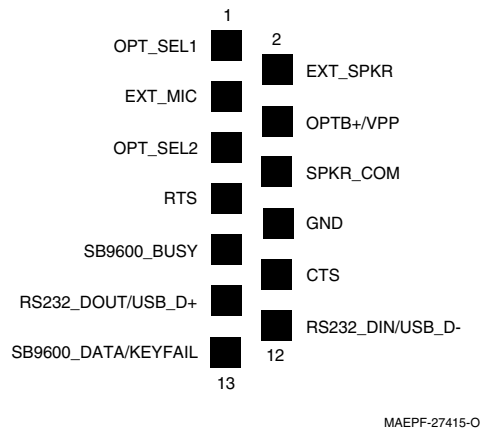 1
OPT_SEL1
2
EXT_SPKR
EXT_MIC
OPTB+/VPP
OPT_SEL2
SPKR_COM
RTS
GND
SB9600_BUSY
CTS
RS232_DOUT/USB_D+
RS232_DIN/USB_D-
SB9600_DATA/KEYFAIL
12
13
MAEPF-27415-O